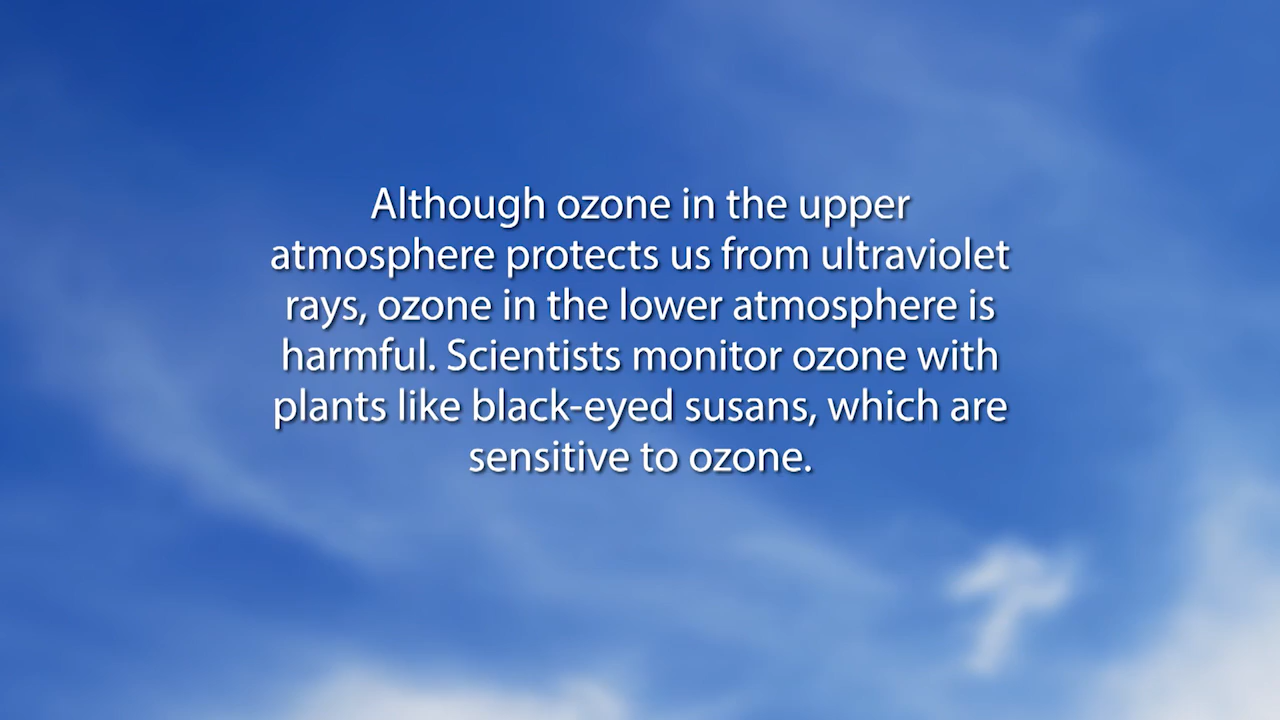 Although ozone in the upper
atmosphere protects us from ultraviolet
rays, ozone in the lower atmosphere is
harmful. Scientists monitor ozone with
plants like black-eyed susans, which are
sensitive to ozone.